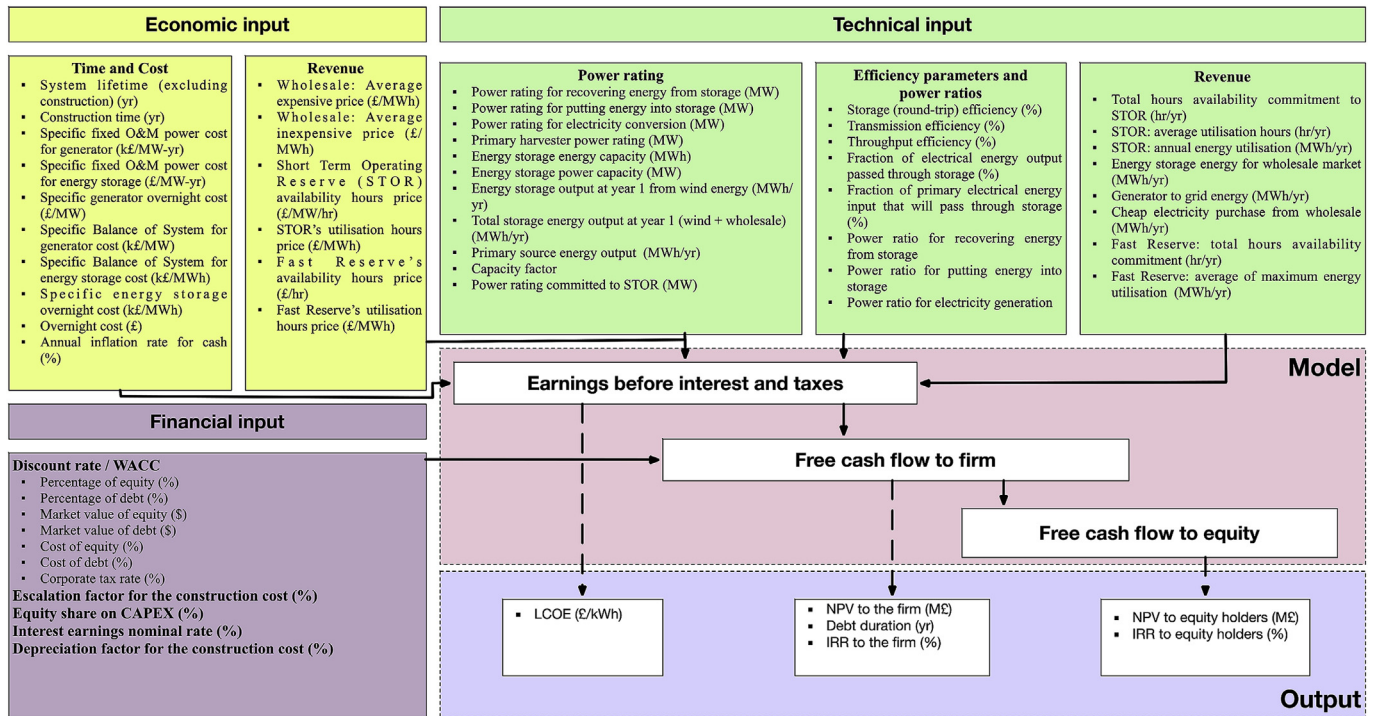 Economic input
Technical input
Time and Cost
▪ System lifetime (excluding
construction) (yr)
▪ Construction time (yr)
▪ Specific fixed O&M power cost
for generator (k£/MW-yr)
▪ Specific fixed O&M power cost
for energy storage (£/MW-yr)
▪ Specific generator overnight cost
(£/MW)
▪ Specific Balance of System for
generator cost (k£/MW)
▪ Specific Balance of System for
energy storage cost (k£/MWh)
▪ Specific energy storage
overnight cost (k£/MWh)
▪ Overnight cost (£)
▪ Annual inflation rate for cash
(%)
Revenue
▪ Wholesale: Average
expensive price (£/MWh)
▪ Wholesale: Average
inexpensive price (£/
MWh)
▪ Short Term Operating
Reserve (STOR)
availability hours price
(£/MW/hr)
▪ STOR's utilisation hours
price (£/MWh)
▪ Fast Reserve's
availability hours price
(£/hr)
▪ Fast Reserve's utilisation
hours price (£/MWh)
Power rating
▪ Power rating for recovering energy from storage (MW)
▪ Power rating for putting energy into storage (MW)
▪ Power rating for electricity conversion (MW)
▪ Primary harvester power rating (MW)
▪ Energy storage energy capacity (MWh)
▪ Energy storage power capacity (MW)
▪ Energy storage output at year 1 from wind energy (MWh/
yr)
▪ Total storage energy output at year 1 (wind + wholesale)
(MWh/yr)
▪ Primary source energy output (MWh/yr)
▪ Capacity factor
▪ Power rating committed to STOR (MW)
Efficiency parameters and
power ratios
▪ Storage (round-trip) efficiency (%)
▪ Transmission efficiency (%)
▪ Throughput efficiency (%)
▪ Fraction of electrical energy output
passed through storage (%)
▪ Fraction of primary electrical energy
input that will pass through storage
(%)
▪ Power ratio for recovering energy
from storage
▪ Power ratio for putting energy into
storage
▪ Power ratio for electricity generation
Revenue
▪ Total hours availability commitment to
STOR (hr/yr)
▪ STOR: average utilisation hours (hr/yr)
▪ STOR: annual energy utilisation (MWh/yr)
▪ Energy storage energy for wholesale market
(MWh/yr)
▪ Generator to grid energy (MWh/yr)
▪ Cheap electricity purchase from wholesale
(MWh/yr)
▪ Fast Reserve: total hours availability
commitment (hr/yr)
▪ Fast Reserve: average of maximum energy
utilisation (MWh/yr)
Model
Earnings before interest and taxes
Free cash flow to firm
Free cash flow to equity
Financial input
Discount rate / WACC
▪ Percentage of equity (%)
▪ Percentage of debt (%)
▪ Market value of equity ($)
▪ Market value of debt ($)
▪ Cost of equity (%)
▪ Cost of debt (%)
▪ Corporate tax rate (%)
Escalation factor for the construction cost (%)
Equity share on CAPEX (%)
Interest earnings nominal rate (%)
Depreciation factor for the construction cost (%)
▪ LCOE (£/kWh)
▪ NPV to the firm (M£)
▪ Debt duration (yr)
▪ IRR to the firm (%)
▪ NPV to equity holders (M£)
▪ IRR to equity holders (%)
Output